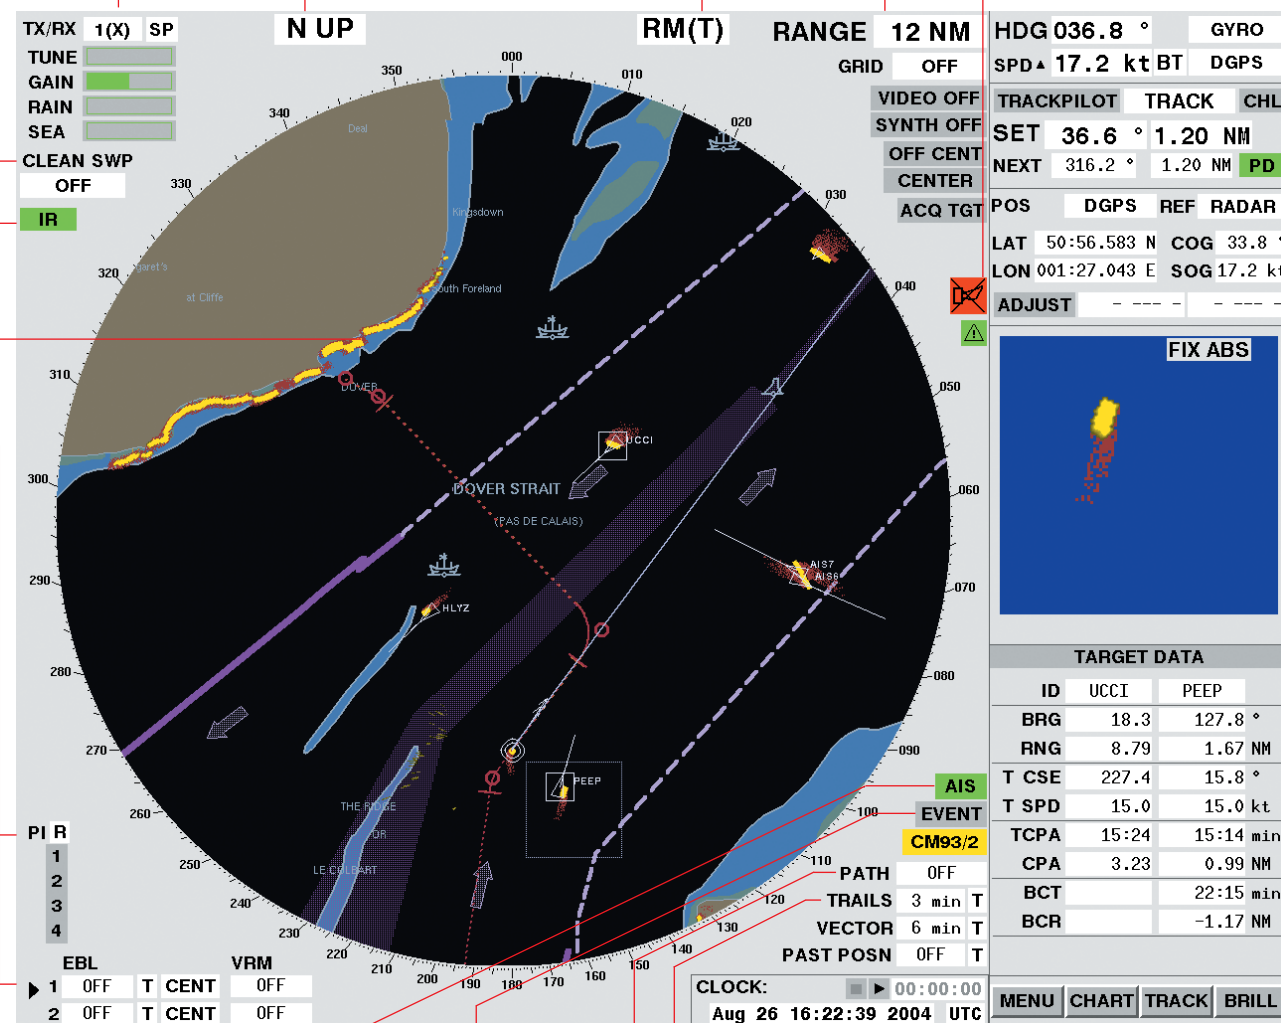 TX/RX 1(X) SP
N UP
RM(T)
RANGE 12 NM
TUNE
GAIN
RAIN
SEA
CLEAN SWP
OFF
IR
GRID OFF
VIDEO OFF
SYNTH OFF
OFF CENT
CENTER
ACQ TGT
HDG 036.8 ° GYRO
SPD▲ 17.2 kt BT DGPS
TRACKPILOT TRACK CHL
SET 36.6 ° 1.20 NM
NEXT 316.2 ° 1.20 NM PD
POS DGPS REF RADAR
LAT 50:56.583 N COG 33.8 °
LON 001:27.043 E SOG 17.2 kt
ADJUST - --- - - --- -
FIX ABS
350
000
010
340
020
330
030
320
040
310
050
300
060
290
070
280
080
270
090
260
100
250
110
240
120
230
130
220
140
210
150
200
190
180
170
160
Deal
Kingsdown
garet's
at Cliffe
outh Foreland
DOVER
UCCI
DOVER STRAIT
(PAS DE CALAIS)
AIS7
AIS6
HLYZ
PEEP
THE RIDGE
OR
LE COLBART
TARGET DATA
ID UCCI PEEP
BRG 18.3 127.8 °
RNG 8.79 1.67 NM
T CSE 227.4 15.8 °
T SPD 15.0 15.0 kt
TCPA 15:24 15:14 min
CPA 3.23 0.99 NM
BCT 22:15 min
BCR -1.17 NM
AIS
EVENT
CM93/2
PATH OFF
TRAILS 3 min T
VECTOR 6 min T
PAST POSN OFF T
PI R
1
2
3
4
EBL VRM
1 OFF T CENT OFF
2 OFF T CENT OFF
CLOCK: 00:00:00
Aug 26 16:22:39 2004 UTC
MENU CHART TRACK BRILL